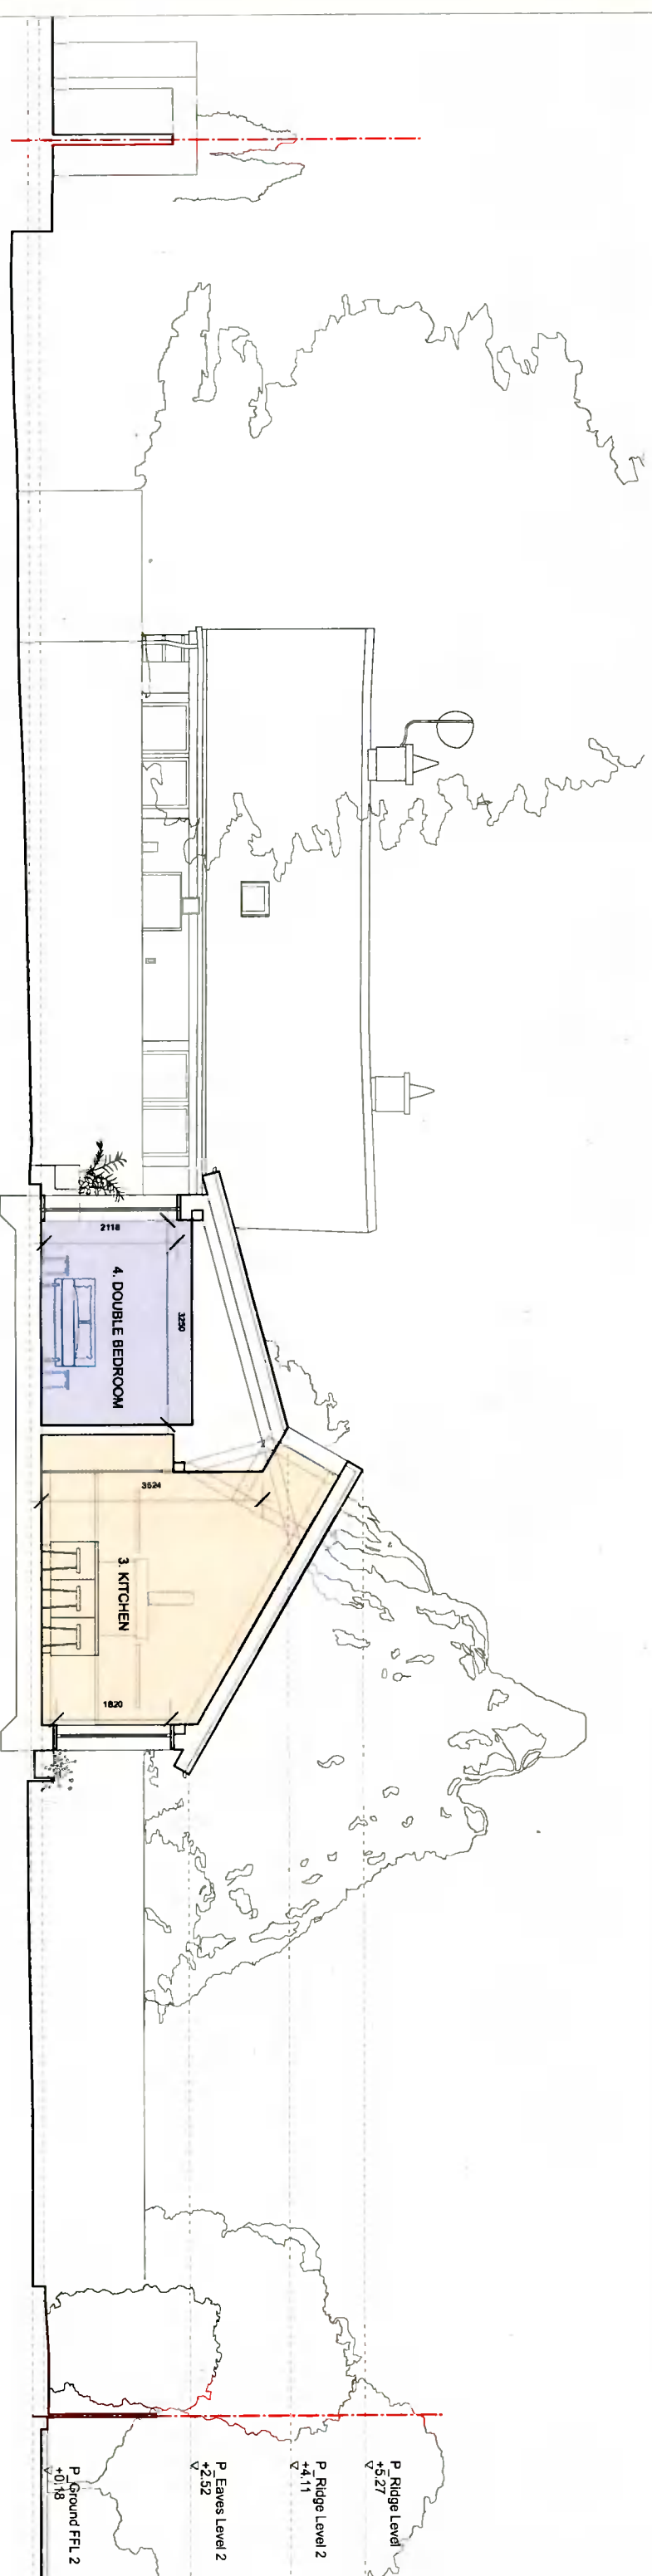 2118
4. DOUBLE BEDROOM
3250
3524
3. KITCHEN
1820
P_Ridge Level
+5.27
P_Ridge Level 2
+4.11
P_Eaves Level 2
+2.52
P_Ground FFL 2
+0.18